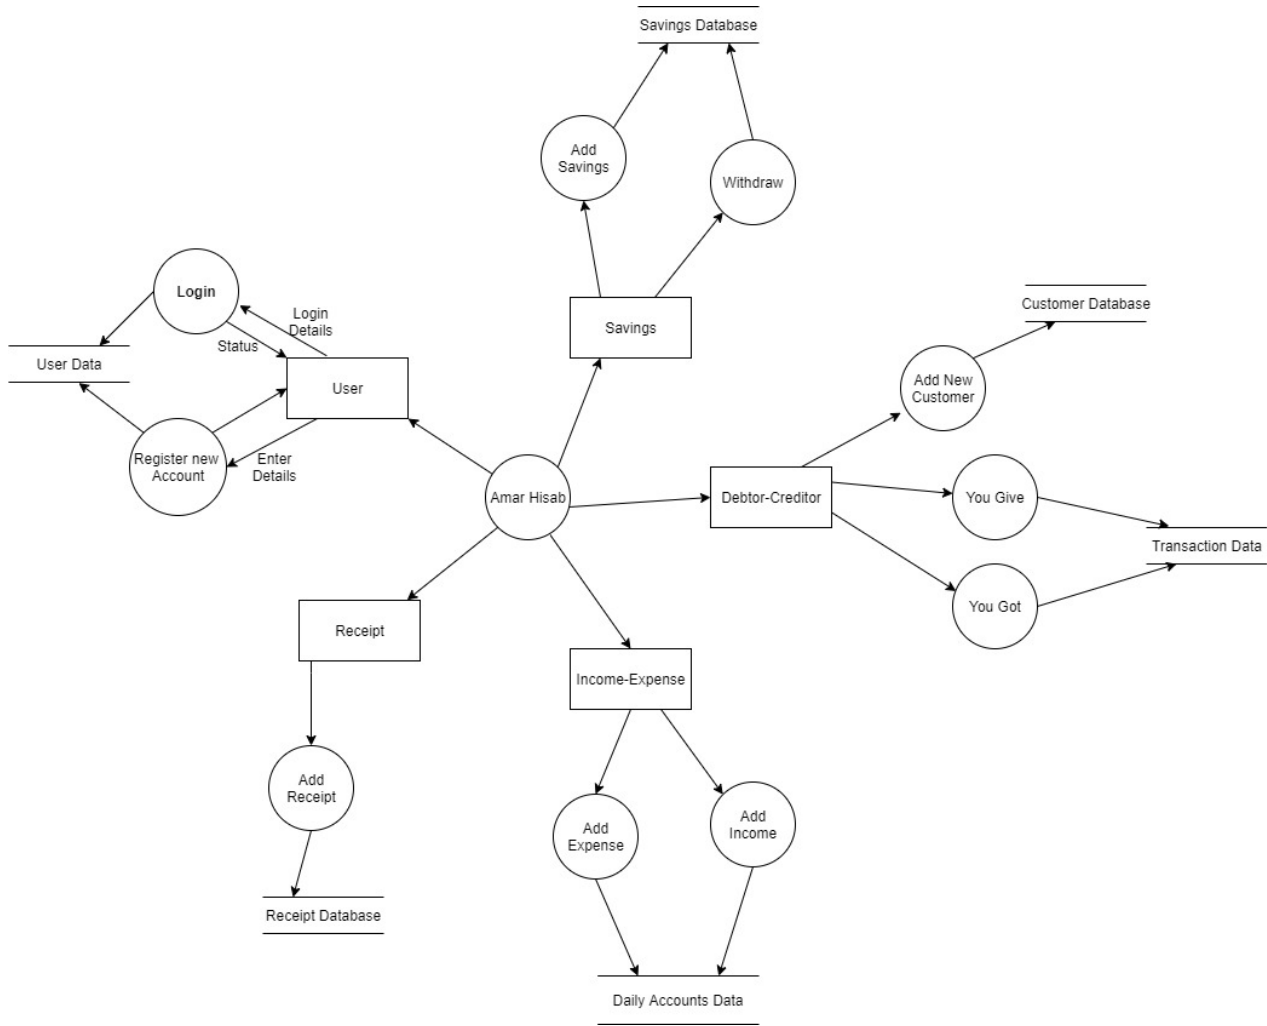 Savings Database
Add
Savings
Withdraw
Login
Login
Details
Status
User Data
User
Savings
Customer Database
Add New
Customer
Register new
Account
Enter
Details
Amar Hisab
Debtor-Creditor
You Give
Transaction Data
You Got
Receipt
Income-Expense
Add
Receipt
Add
Expense
Add
Income
Receipt Database
Daily Accounts Data